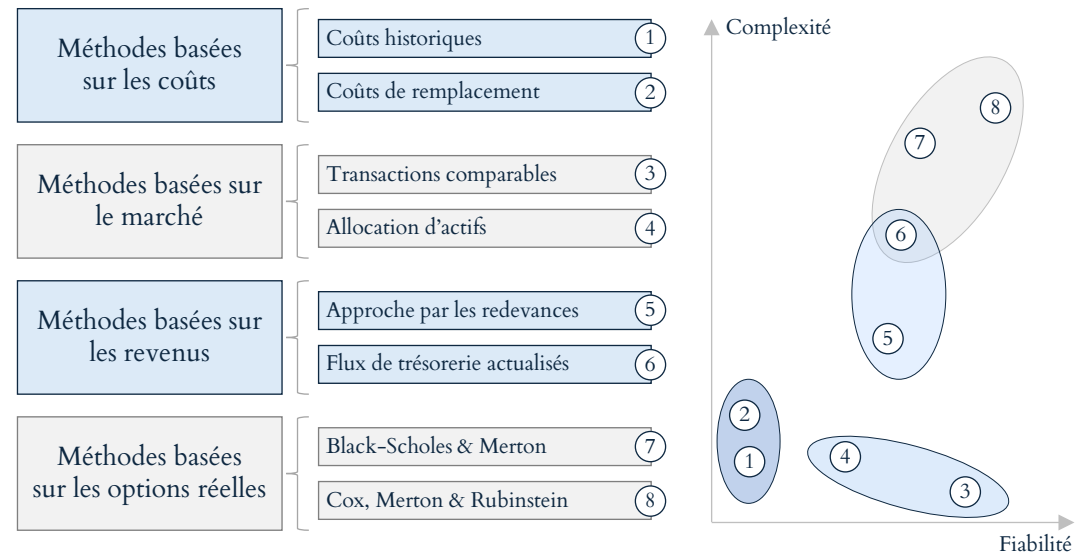 Méthodes basées
sur les coûts
Coûts historiques
1
Coûts de remplacement
2
Méthodes basées sur
le marché
Transactions comparables
3
Allocation d’actifs
4
Méthodes basées sur
les revenus
Approche par les redevances
5
Flux de trésorerie actualisés
6
Méthodes basées
sur les options réelles
Black-Scholes & Merton
7
Cox, Merton & Rubinstein
8
Complexité
8
7
6
5
2
1
4
3
Fiabilité